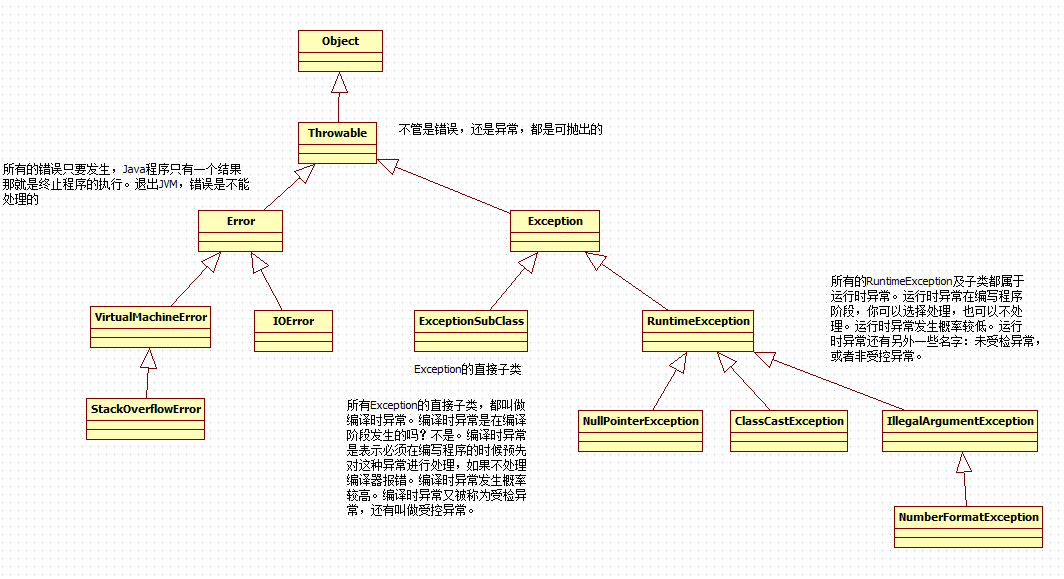 Object
Throwable
不管是错误，还是异常，都是可抛出的
所有的错误只要发生，Java程序只有一个结果
那就是终止程序的执行。退出JVM，错误是不能
处理的
Error
Exception
所有的RuntimeException及子类都属于
运行时异常。运行时异常在编写程序
阶段，你可以选择处理，也可以不处
理。运行时异常发生概率较低。运行
时异常还有另外一些名字：未受检异常，
或者非受控异常。
VirtualMachineError
IOError
ExceptionSubClass
RuntimeException
Exception的直接子类
StackOverflowError
所有Exception的直接子类，都叫做
编译时异常。编译时异常是在编译
阶段发生的吗？不是。编译时异常
是表示必须在编写程序的时候预先
对这种异常进行处理，如果不处理
编译器报错。编译时异常发生概率
较高。编译时异常又被称为受检异
常，还有叫做受控异常。
NullPointerException
ClassCastException
IllegalArgumentException
NumberFormatException